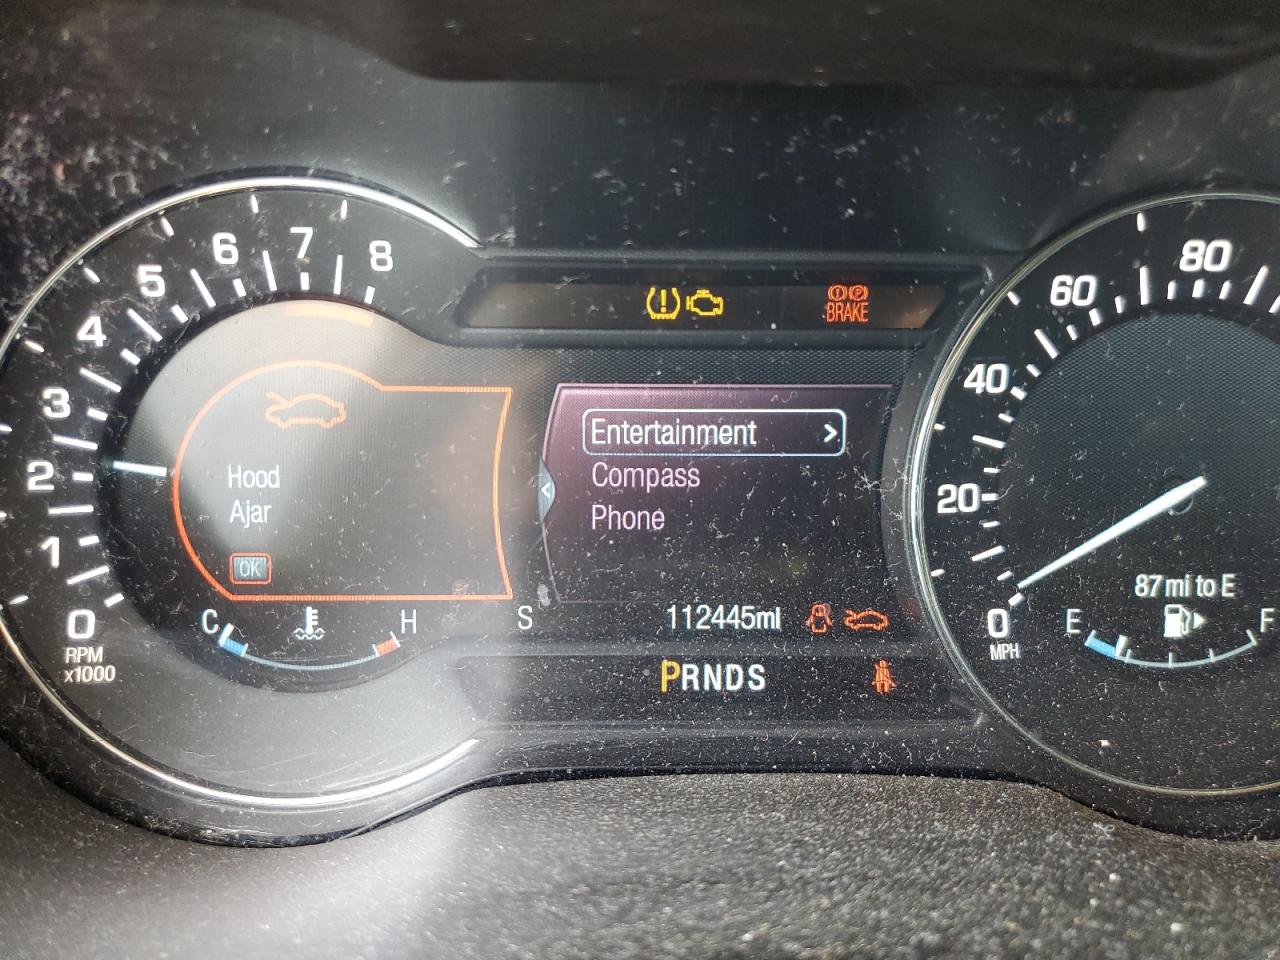 8
7
6
5
4
3
2
1
0
RPM
x1000
Hood
Ajar
OK
C
H
S
BRAKE
Entertainment >
Compass
Phone
112445mi
PRNDS
80
60
40
20
0
MPH
87 mi to E
E
F